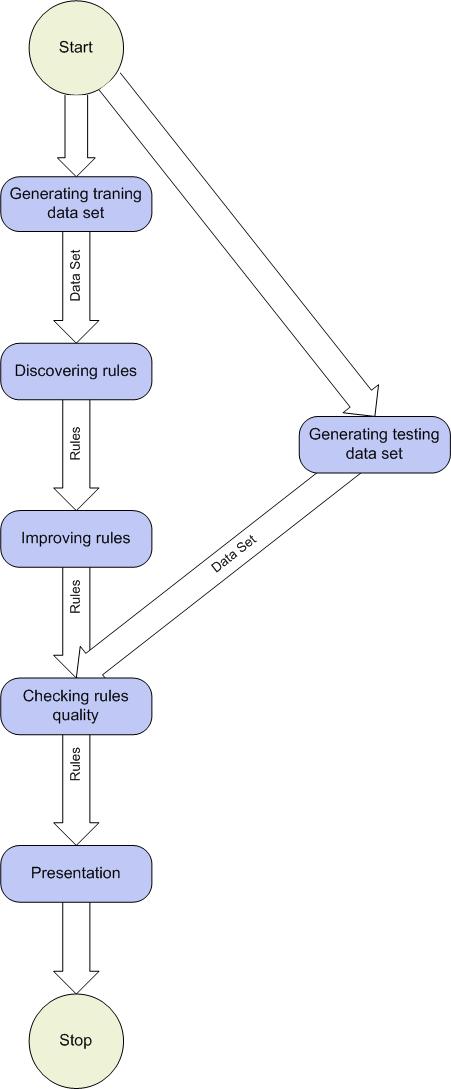 Start
Generating traning
data set
Data Set
Discovering rules
Rules
Generating testing
data set
Improving rules
Data Set
Rules
Checking rules
quality
Rules
Presentation
Stop